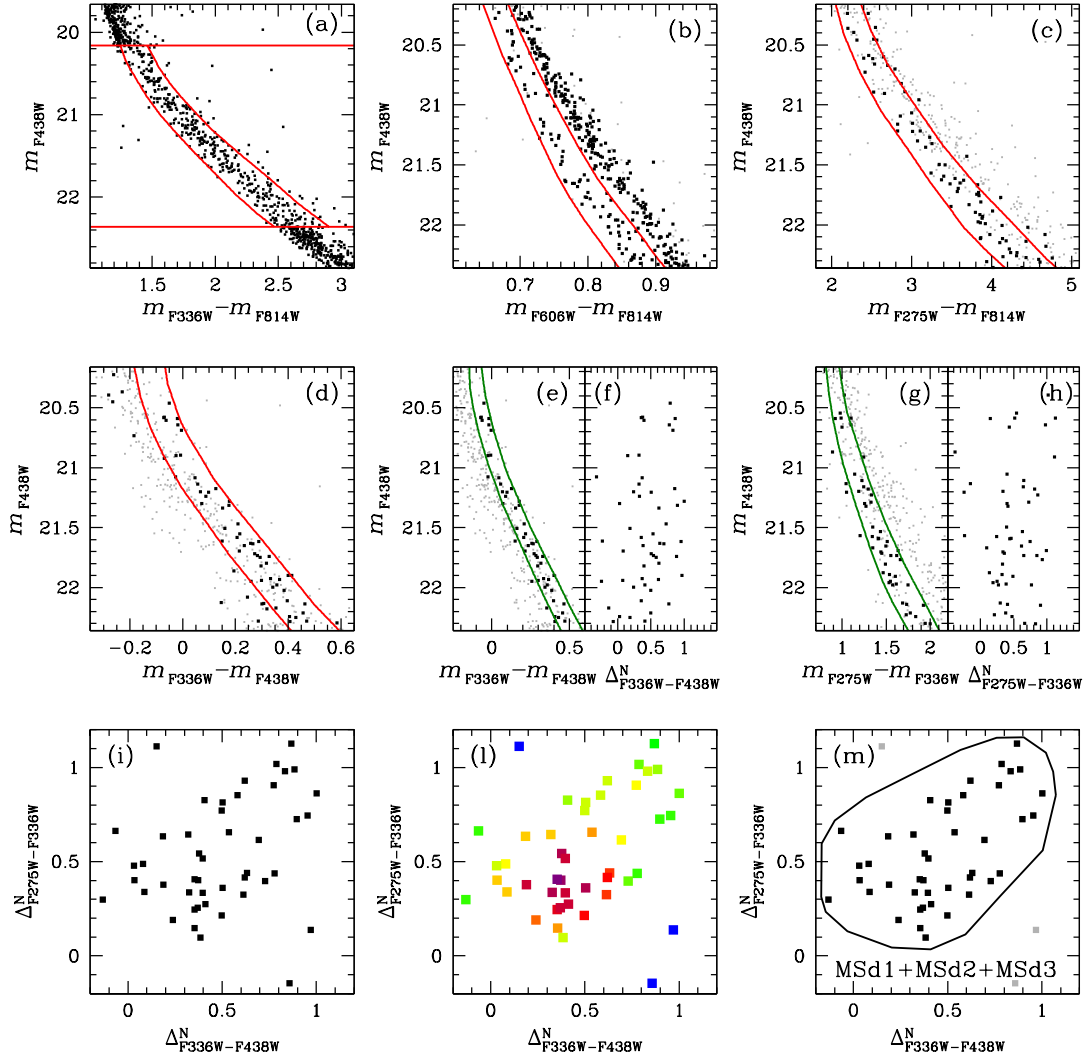 (a)
20
21
22
m F438W
1.5 2 2.5 3
m F336W − m F814W
(b)
20.5
21
21.5
22
m F438W
0.7 0.8 0.9
m F606W − m F814W
(c)
20.5
21
21.5
22
m F438W
2 3 4 5
m F275W − m F814W
(d)
20.5
21
21.5
22
m F438W
−0.2 0 0.2 0.4 0.6
m F336W − m F438W
(e)
20.5
21
21.5
22
m F438W
0 0.5
m F336W − m F438W
(f)
0 0.5 1
Δ^N F336W−F438W
(g)
20.5
21
21.5
22
m F438W
1 1.5 2
m F275W − m F336W
(h)
0 0.5 1
Δ^N F275W−F336W
(i)
1
0.5
0
Δ^N F275W−F336W
0 0.5 1
Δ^N F336W−F438W
(l)
1
0.5
0
Δ^N F275W−F336W
0 0.5 1
Δ^N F336W−F438W
(m)
1
0.5
0
Δ^N F275W−F336W
MSd1+MSd2+MSd3
0 0.5 1
Δ^N F336W−F438W